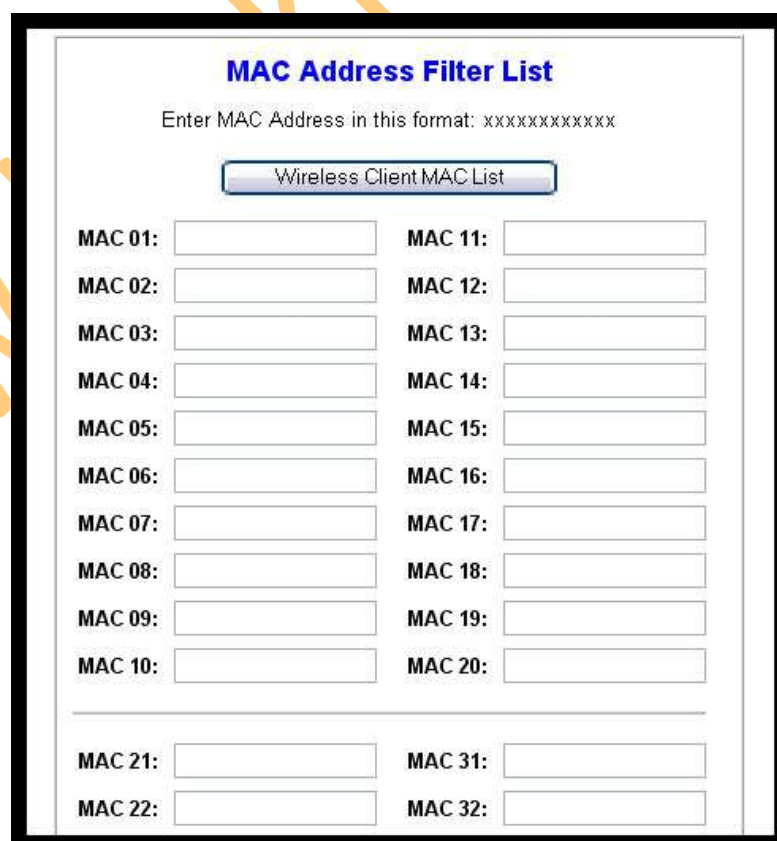 MAC Address Filter List
Enter MAC Address in this format: xxxxxxxxxxxx
Wireless Client MAC List
MAC 01: MAC 11:
MAC 02: MAC 12:
MAC 03: MAC 13:
MAC 04: MAC 14:
MAC 05: MAC 15:
MAC 06: MAC 16:
MAC 07: MAC 17:
MAC 08: MAC 18:
MAC 09: MAC 19:
MAC 10: MAC 20:
MAC 21: MAC 31:
MAC 22: MAC 32: